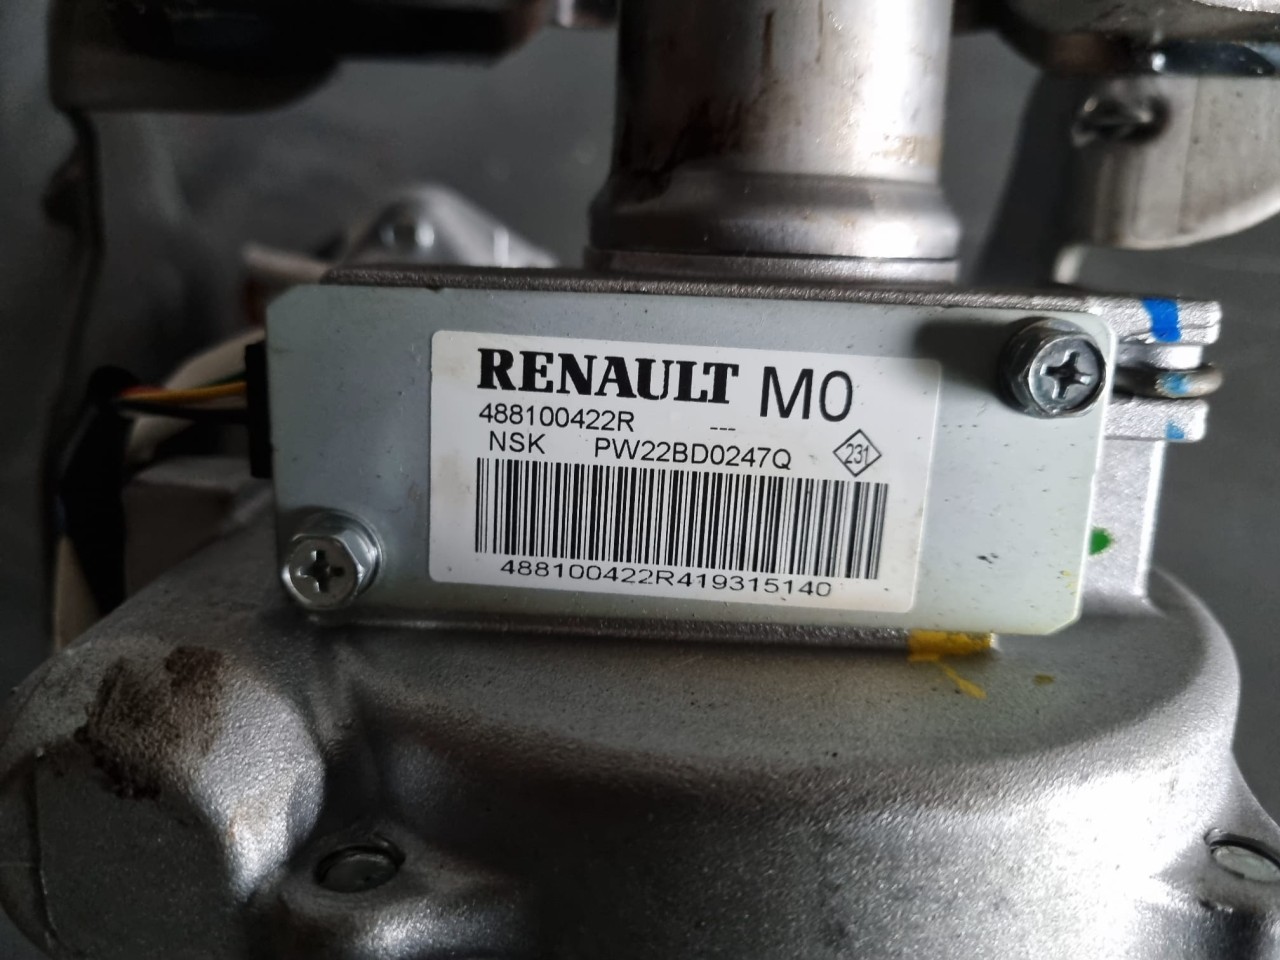 RENAULT M0
488100422R ---
NSK PW22BD0247Q 231
488100422R419315140